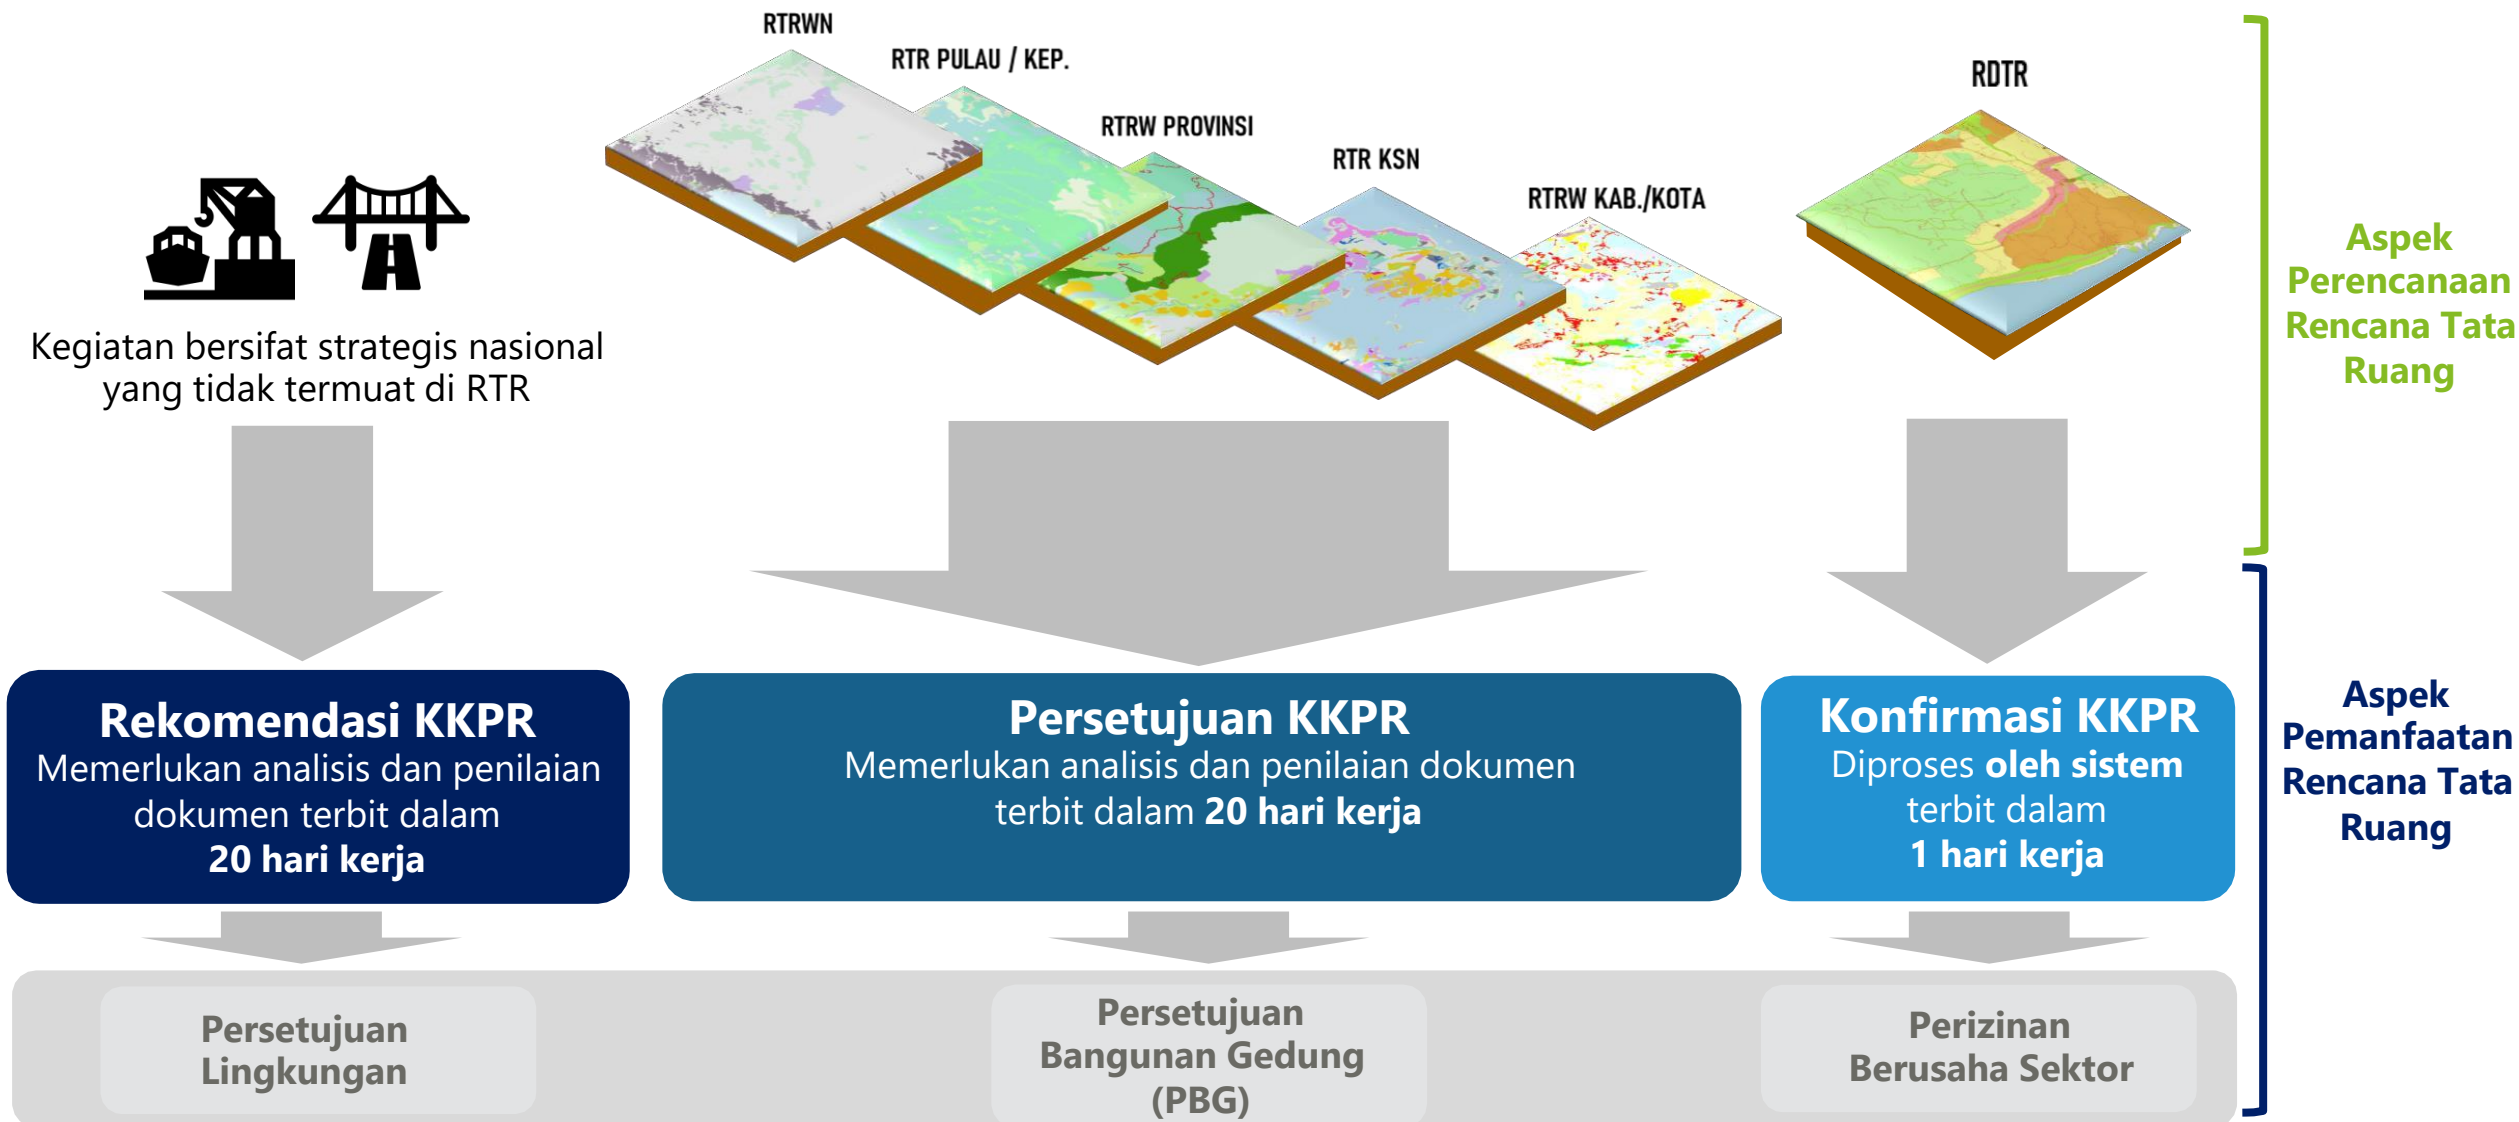 RTRWN
RTR PULAU / KEP.
RTRW PROVINSI
RTR KSN
RTRW KAB./KOTA
RDTR
Kegiatan bersifat strategis nasional
yang tidak termuat di RTR
Aspek
Perencanaan
Rencana Tata
Ruang
Rekomendasi KKPR
Memerlukan analisis dan penilaian
dokumen terbit dalam
20 hari kerja
Persetujuan KKPR
Memerlukan analisis dan penilaian dokumen
terbit dalam 20 hari kerja
Konfirmasi KKPR
Diproses oleh sistem
terbit dalam
1 hari kerja
Aspek
Pemanfaatan
Rencana Tata
Ruang
Persetujuan
Lingkungan
Persetujuan
Bangunan Gedung
(PBG)
Perizinan
Berusaha Sektor